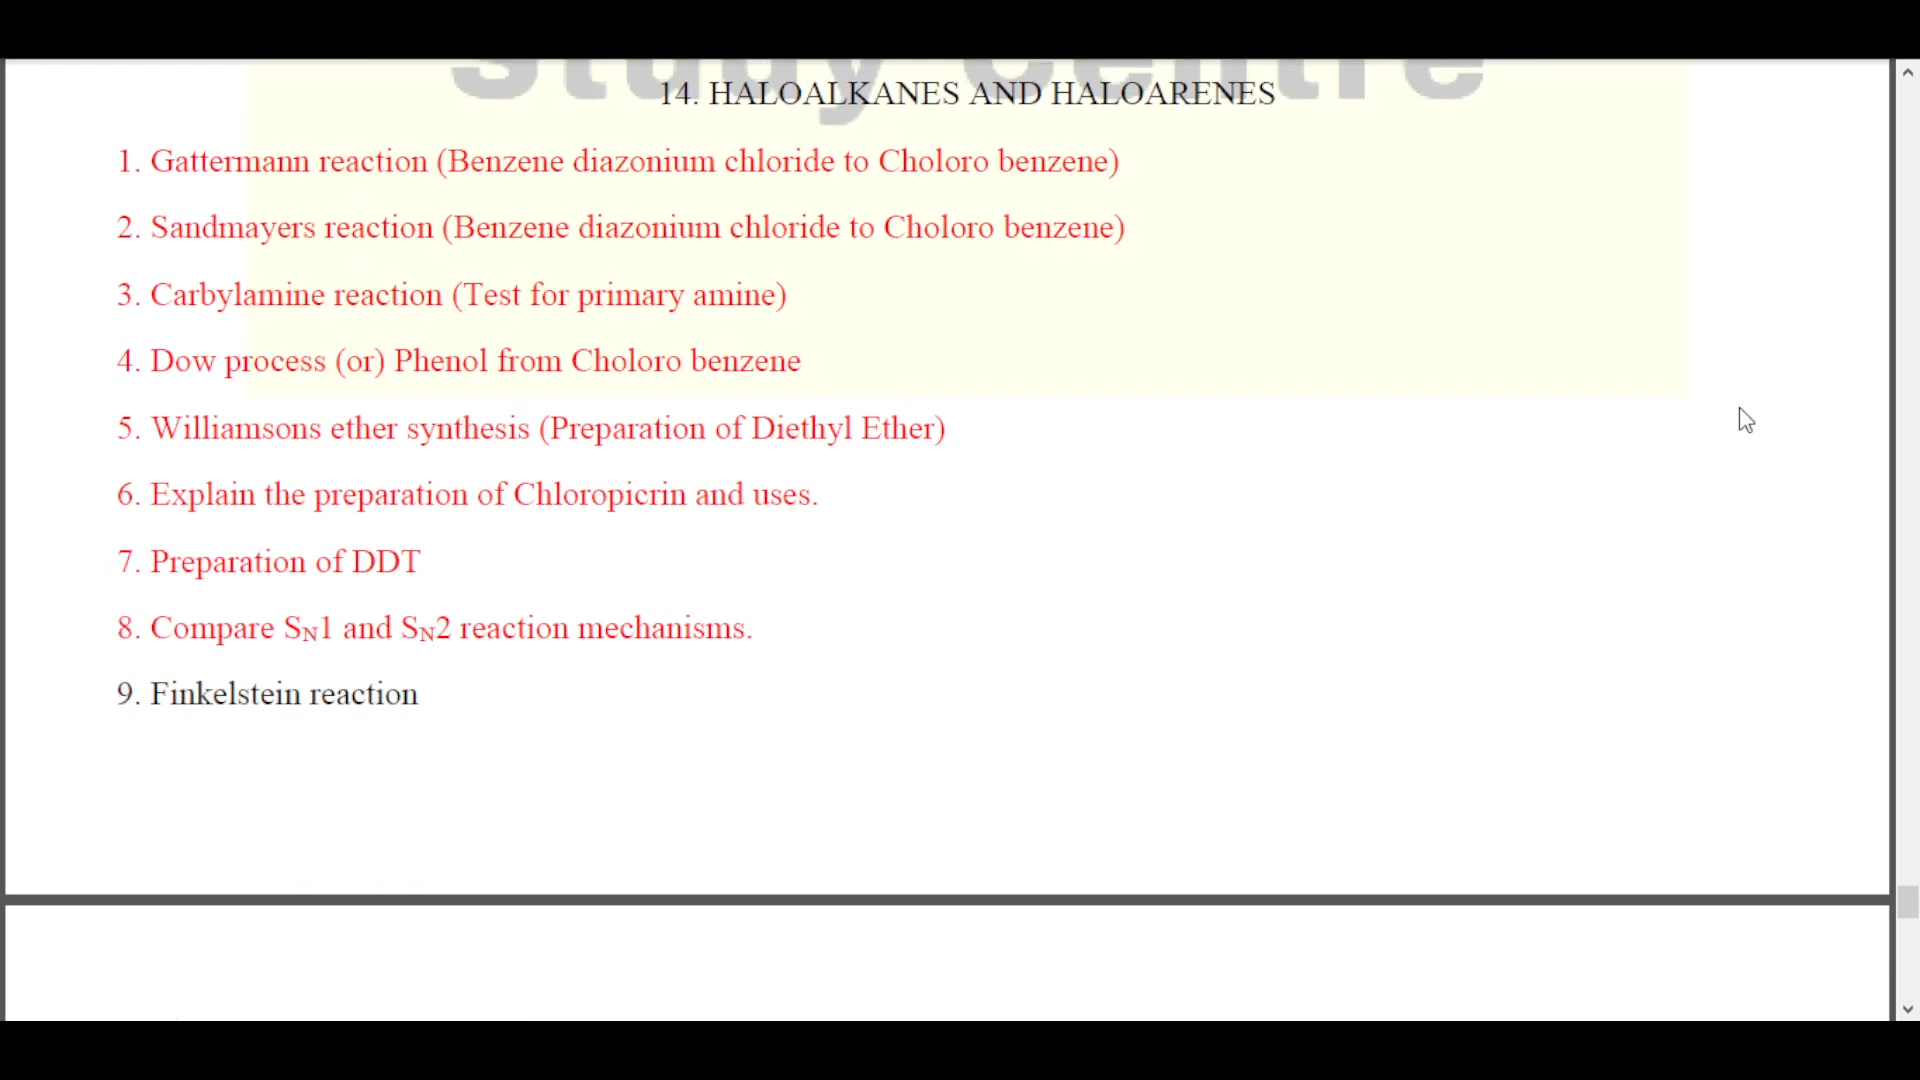 Study Centre
14. HALOALKANES AND HALOARENES
1. Gattermann reaction (Benzene diazonium chloride to Choloro benzene)
2. Sandmayers reaction (Benzene diazonium chloride to Choloro benzene)
3. Carbylamine reaction (Test for primary amine)
4. Dow process (or) Phenol from Choloro benzene
5. Williamsons ether synthesis (Preparation of Diethyl Ether)
6. Explain the preparation of Chloropicrin and uses.
7. Preparation of DDT
8. Compare SN1 and SN2 reaction mechanisms.
9. Finkelstein reaction